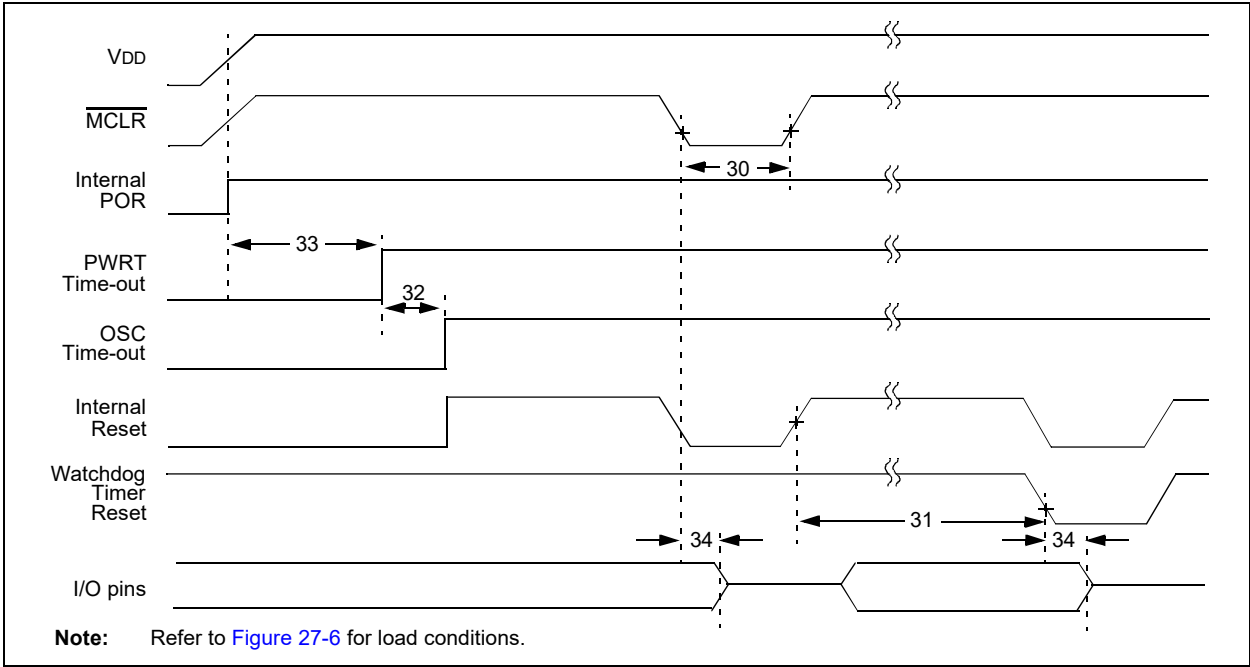 VDD
MCLR
30
Internal
POR
33
PWRT
Time-out
32
OSC
Time-out
Internal
Reset
Watchdog
Timer
Reset
31
34
34
I/O pins
Note: Refer to Figure 27-6 for load conditions.